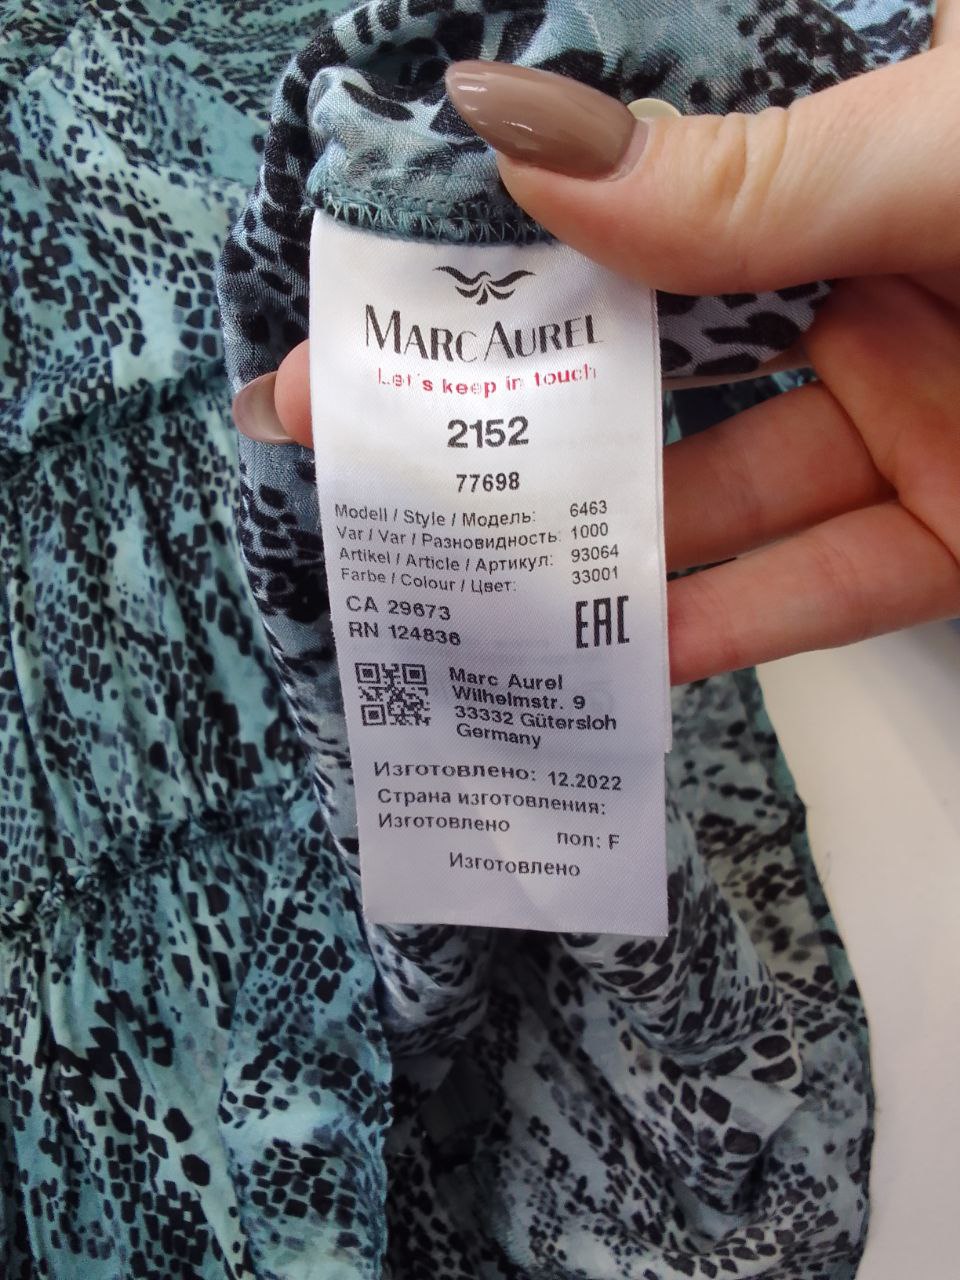 MARC AUREL
Let's keep in touch
2152
77698
Modell / Style / Модель: 6463
Var / Var / Разновидность: 1000
Artikel / Article / Артикул: 93064
Farbe / Colour / Цвет: 33001
CA 29673
RN 124836
EAC
Marc Aurel
Wilhelmstr. 9
33332 Gütersloh
Germany
Изготовлено: 12.2022
Страна изготовления:
Изготовлено
пол: F
Изготовлено